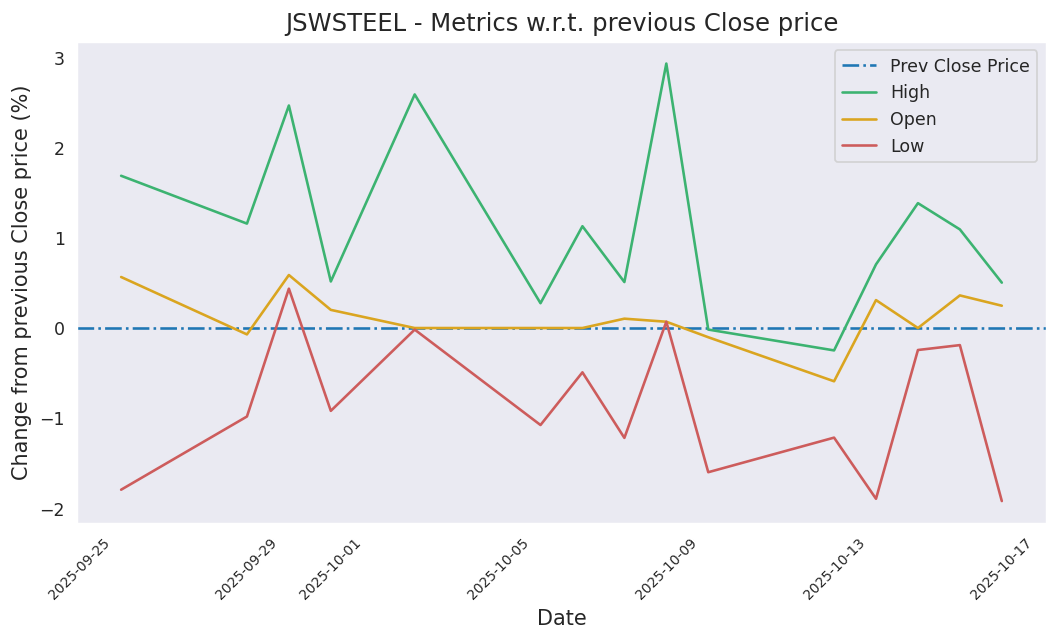 JSWSTEEL - Metrics w.r.t. previous Close price
Change from previous Close price (%)
3
2
1
0
−1
−2
Prev Close Price
High
Open
Low
2025-09-25
2025-09-29
2025-10-01
2025-10-05
2025-10-09
2025-10-13
2025-10-17
Date